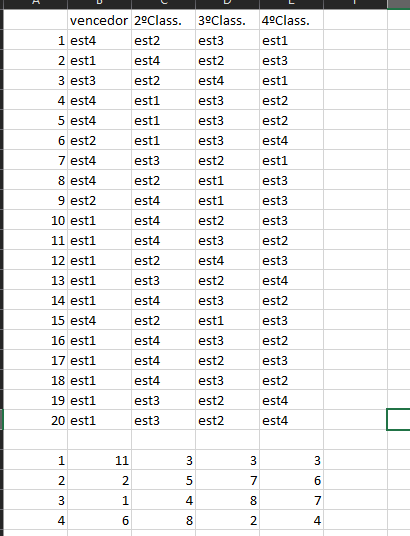 A B C D E F
vencedor 2ºClass. 3ºClass. 4ºClass.
1 est4 est2 est3 est1
2 est1 est4 est2 est3
3 est3 est2 est4 est1
4 est4 est1 est3 est2
5 est4 est1 est3 est2
6 est2 est1 est3 est4
7 est4 est3 est2 est1
8 est4 est2 est1 est3
9 est2 est4 est1 est3
10 est1 est4 est2 est3
11 est1 est4 est3 est2
12 est1 est2 est4 est3
13 est1 est3 est2 est4
14 est1 est4 est3 est2
15 est4 est2 est1 est3
16 est1 est4 est3 est2
17 est1 est4 est2 est3
18 est1 est4 est3 est2
19 est1 est3 est2 est4
20 est1 est3 est2 est4
1 11 3 3 3
2 2 5 7 6
3 1 4 8 7
4 6 8 2 4